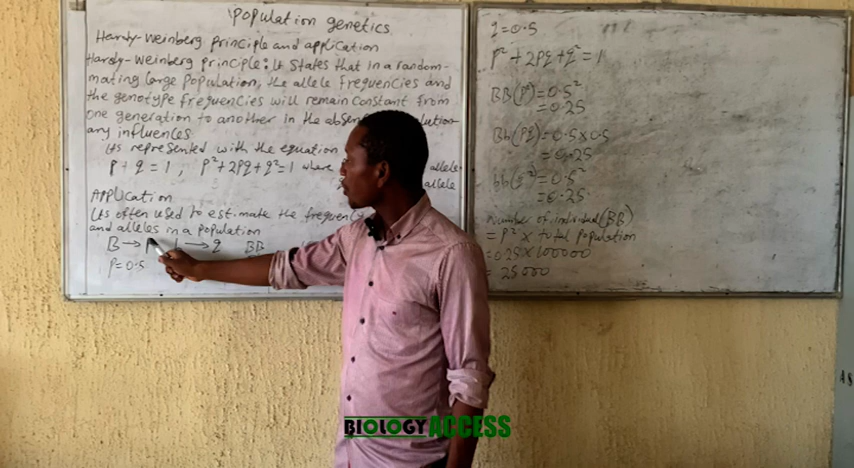 Population genetics
Hardy-Weinberg principle and application
Hardy-Weinberg principle: It states that in a random-
mating large population, the allele frequencies and
the genotype frequencies will remain constant from
one generation to another in the
any influences.
Its represented with the equation
P + q = 1, P²+2Pq+q²=1 where
allele
allele
Application
Its often used to estimate the
and alleles in a population
B → P → q BB
P=0.5
q=0.5
P²+2Pq+q²=1
BB(P²)=0.5²
=0.25
Bb(Pq)=0.5×0.5
=0.25
bb(q²)=0.5²
=0.25
Number of individual(BB)
= P² × total population
=0.25×100000
= 25000
BIOLOGY ACCESS